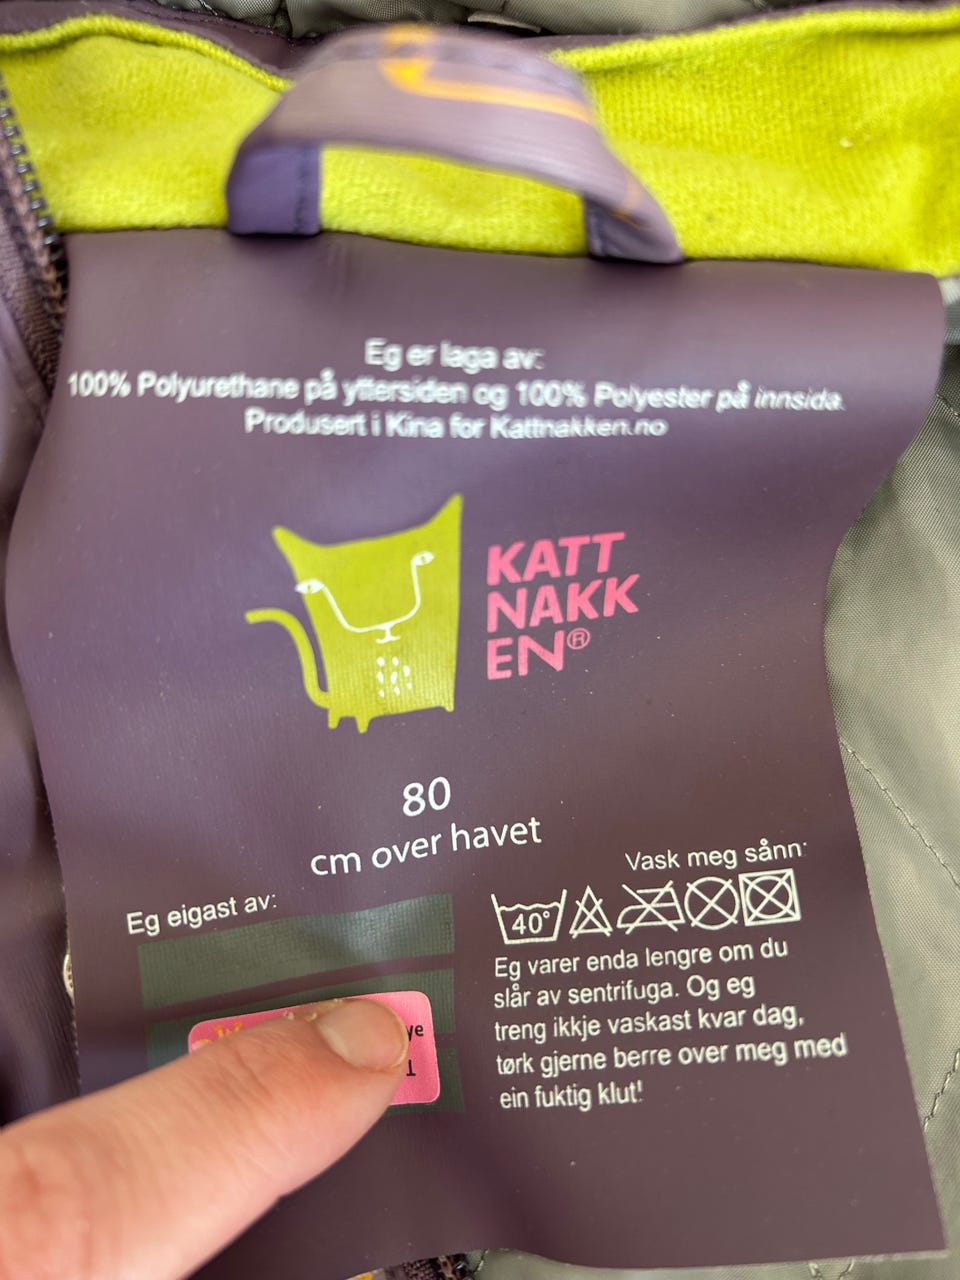 Eg er laga av:
100% Polyurethane på yttersiden og 100% Polyester på innsida.
Produsert i Kina for Kattnakken.no
KATT
NAKK
EN®
80
cm over havet
Eg eigast av:
Vask meg sånn:
40°
Eg varer enda lengre om du
slår av sentrifuga. Og eg
treng ikkje vaskast kvar dag,
tørk gjerne berre over meg med
ein fuktig klut!